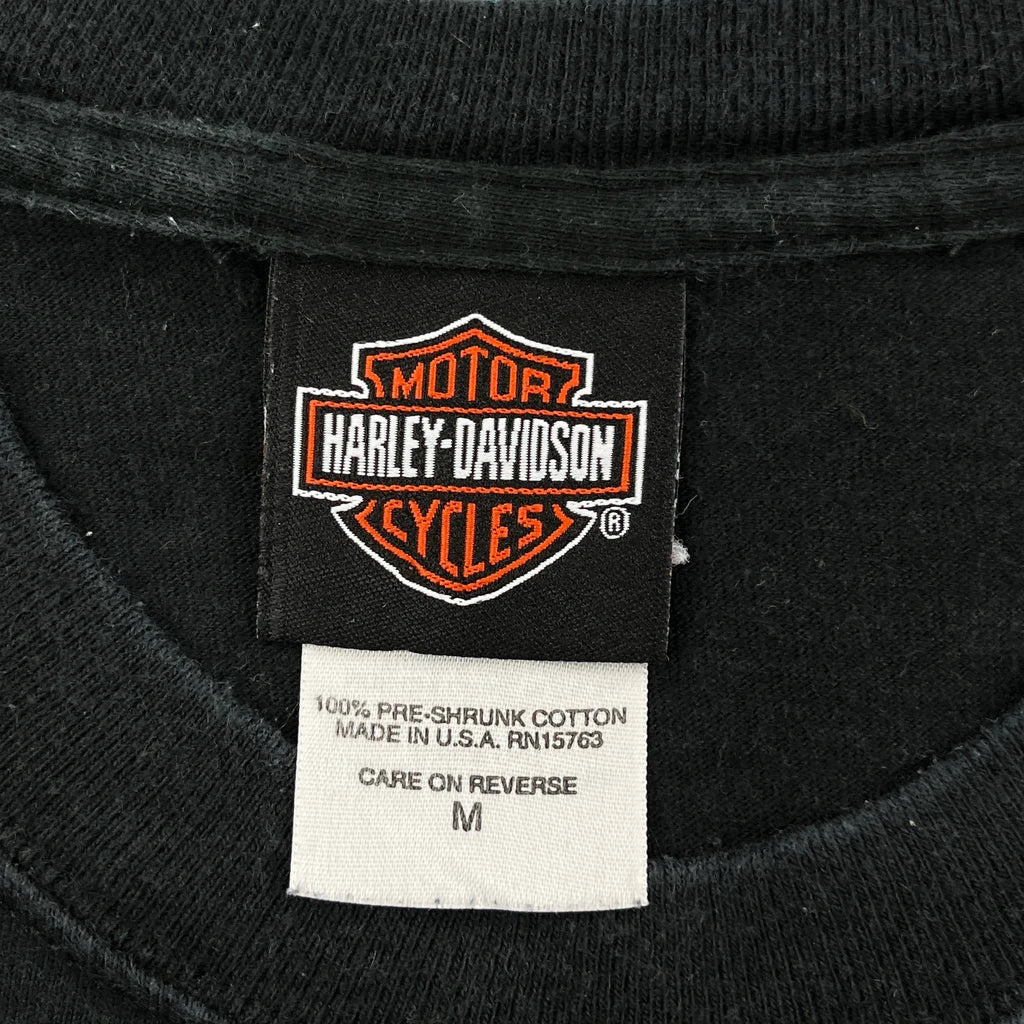 MOTOR
HARLEY-DAVIDSON
CYCLES
®
100% PRE-SHRUNK COTTON
MADE IN U.S.A. RN15763
CARE ON REVERSE
M